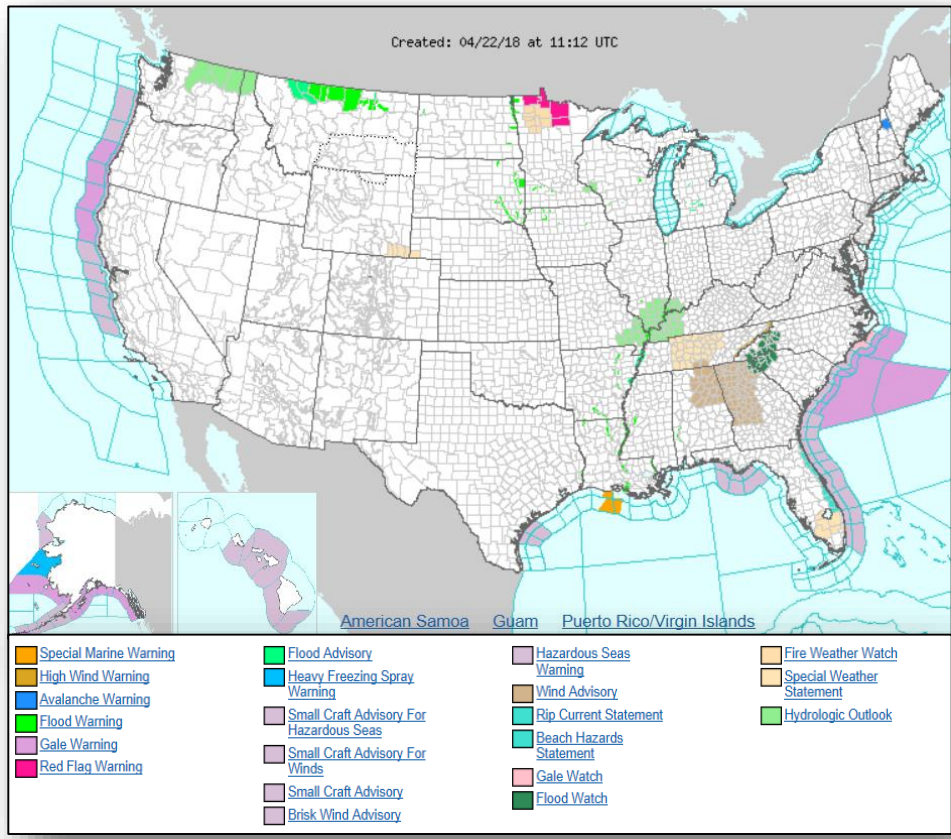 Created: 04/22/18 at 11:12 UTC
American Samoa Guam Puerto Rico/Virgin Islands
Special Marine Warning
High Wind Warning
Avalanche Warning
Flood Warning
Gale Warning
Red Flag Warning
Flood Advisory
Heavy Freezing Spray
Warning
Small Craft Advisory For
Hazardous Seas
Small Craft Advisory For
Winds
Small Craft Advisory
Brisk Wind Advisory
Hazardous Seas
Warning
Wind Advisory
Rip Current Statement
Beach Hazards
Statement
Gale Watch
Flood Watch
Fire Weather Watch
Special Weather
Statement
Hydrologic Outlook